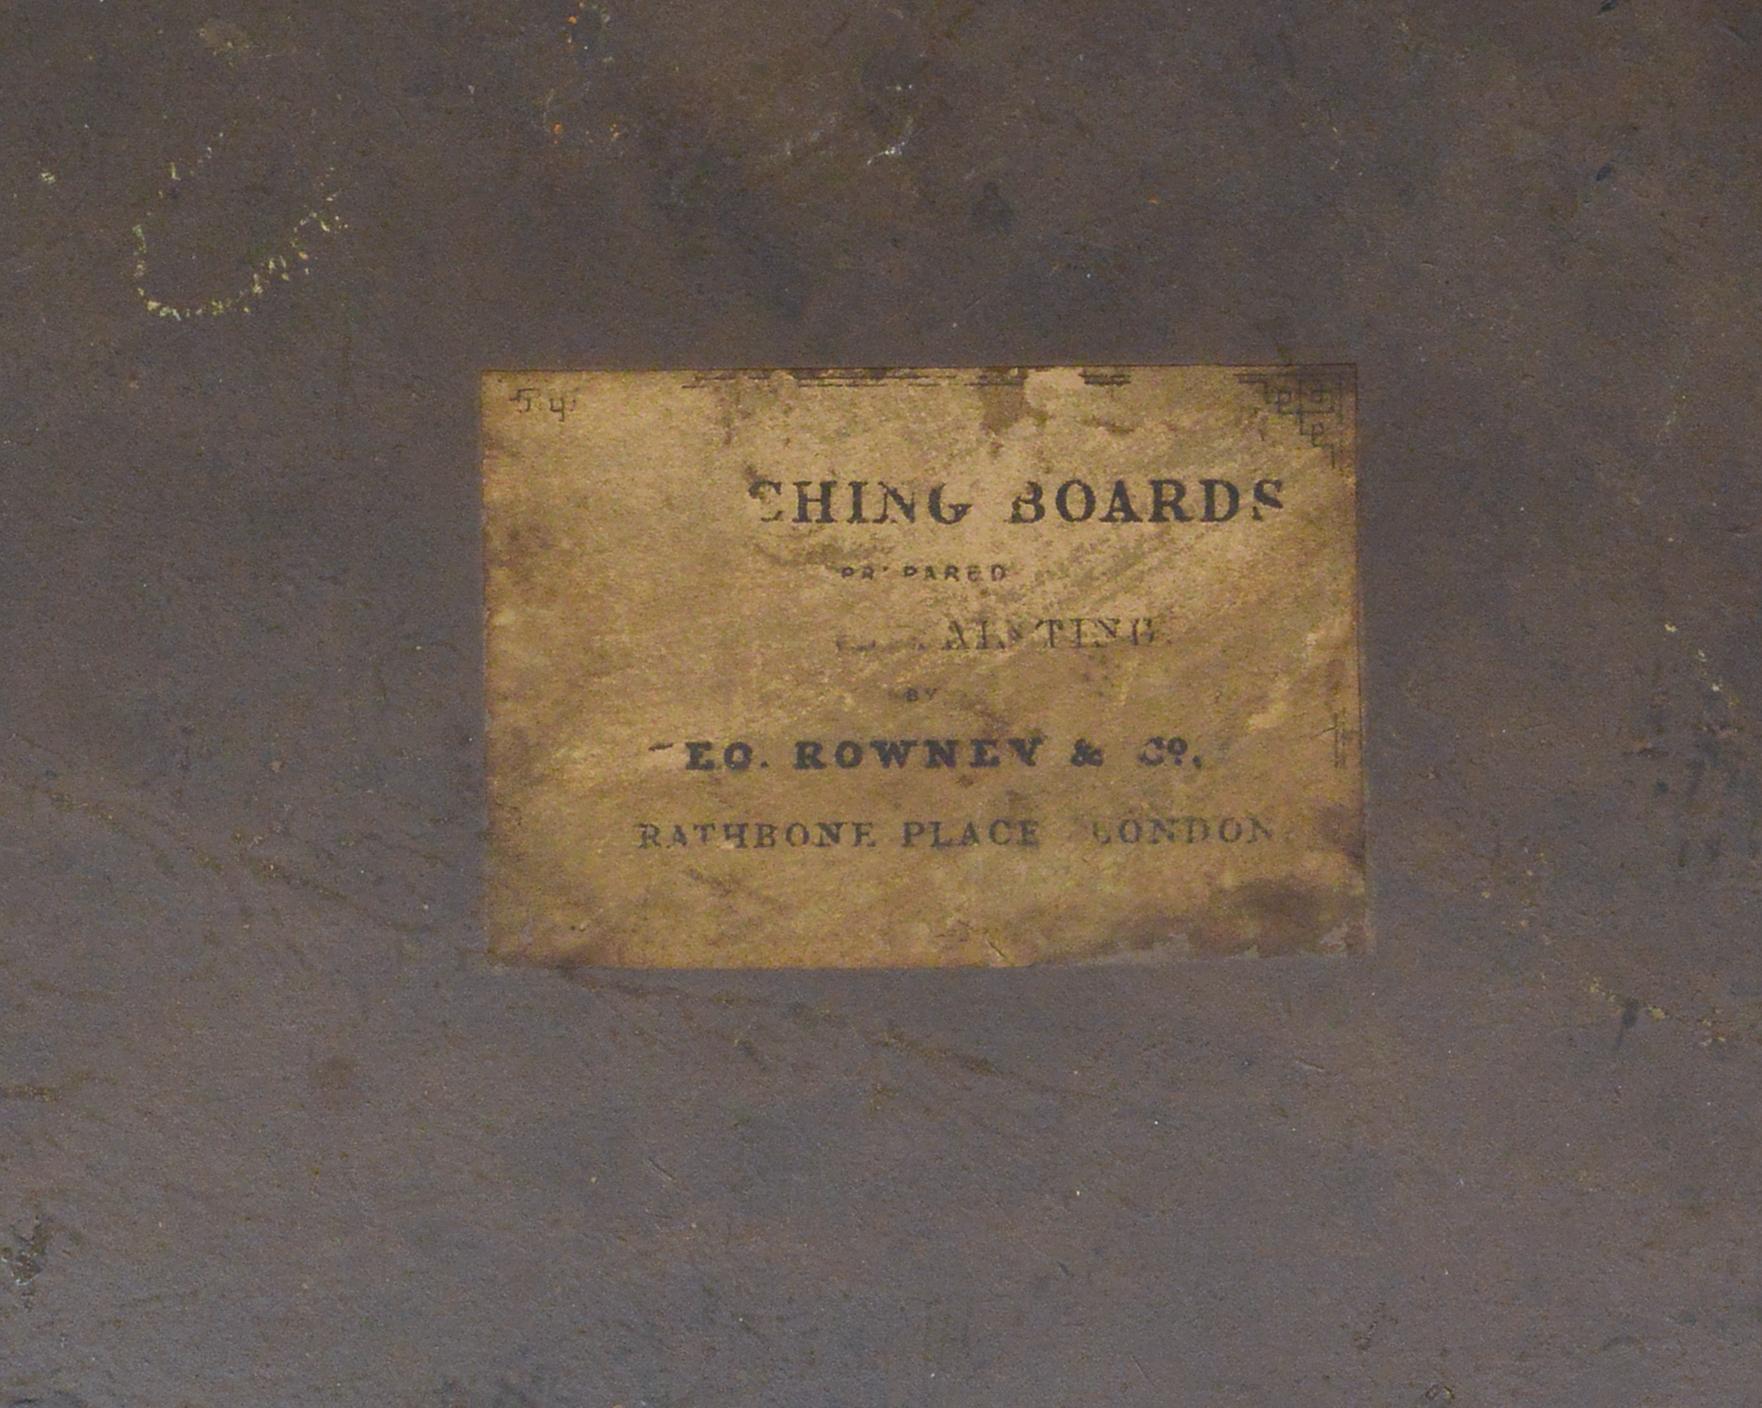 CHING BOARDS
PREPARED
AINTING
BY
EO. ROWNEY & Co.
RATHBONE PLACE LONDON